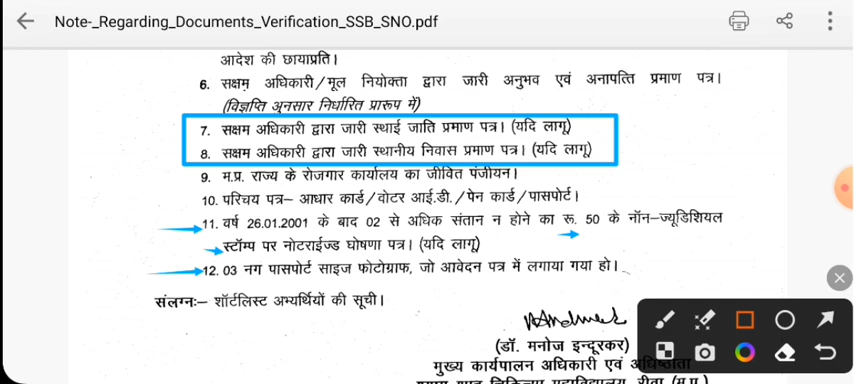 Note-_Regarding_Documents_Verification_SSB_SNO.pdf
आदेश की छायाप्रति।
6. सक्षम अधिकारी/मूल नियोक्ता द्वारा जारी अनुभव एवं अनापत्ति प्रमाण पत्र।
(विज्ञप्ति अनुसार निर्धारित प्रारूप में)
7. सक्षम अधिकारी द्वारा जारी स्थाई जाति प्रमाण पत्र। (यदि लागू)
8. सक्षम अधिकारी द्वारा जारी स्थानीय निवास प्रमाण पत्र। (यदि लागू)
9. म.प्र. राज्य के रोजगार कार्यालय का जीवित पंजीयन।
10. परिचय पत्र– आधार कार्ड/वोटर आई.डी./पेन कार्ड/पासपोर्ट।
11. वर्ष 26.01.2001 के बाद 02 से अधिक संतान न होने का रू. 50 के नॉन–ज्यूडिशियल
स्टॉम्प पर नोटराईज्ड घोषणा पत्र। (यदि लागू)
12. 03 नग पासपोर्ट साइज फोटोग्राफ, जो आवेदन पत्र में लगाया गया हो।
संलग्नः– शॉर्टलिस्ट अभ्यर्थियों की सूची।
(डॉ. मनोज इन्दूरकर)
मुख्य कार्यपालन अधिकारी एवं अधिष्ठाता